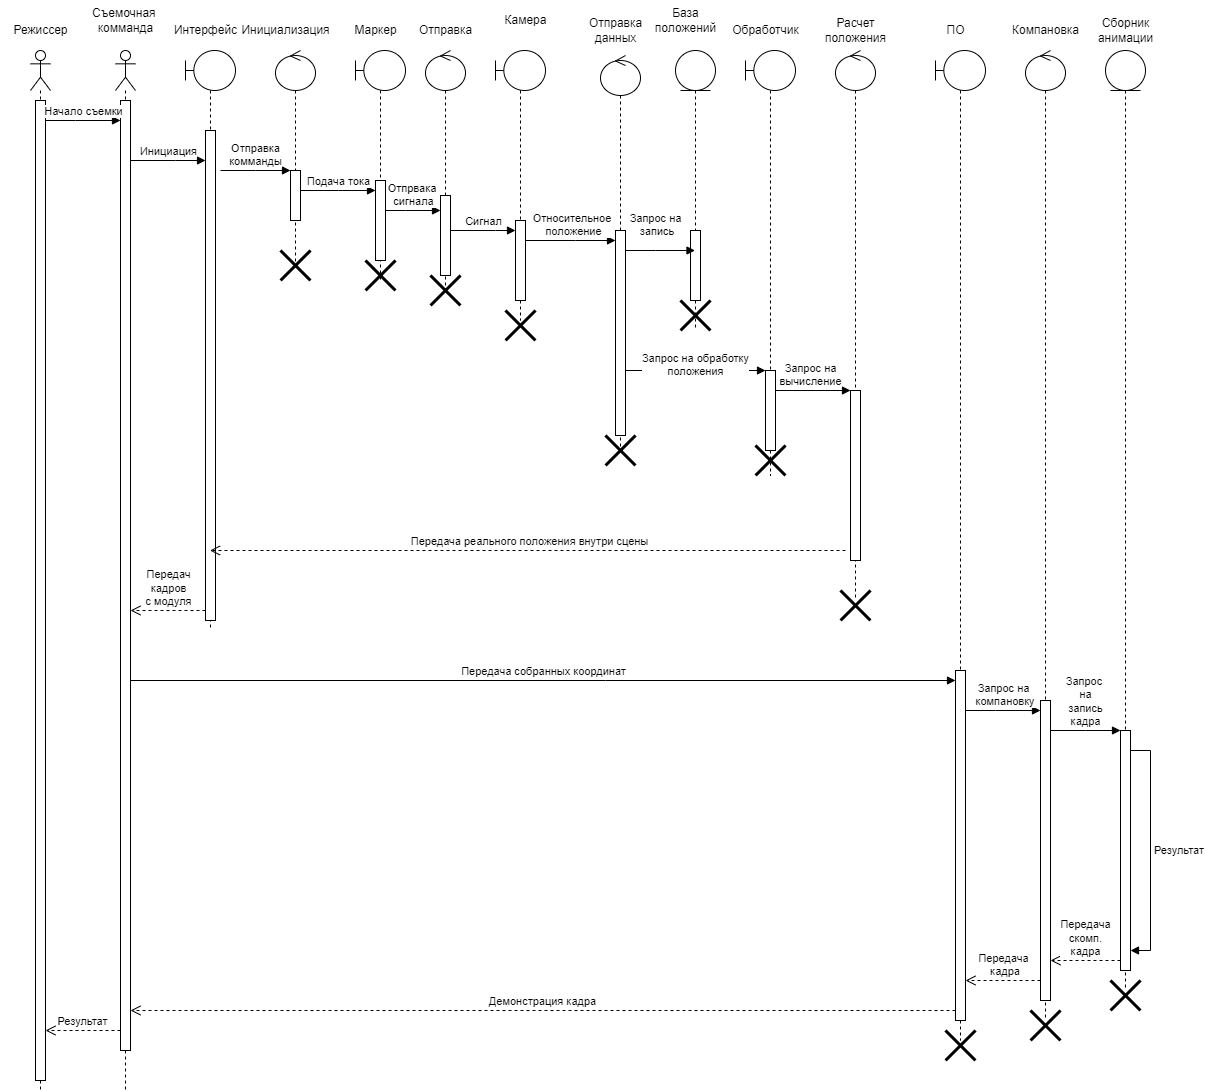 Режиссер
Съемочная
комманда
Интерфейс
Инициализация
Маркер
Отправка
Камера
Отправка
данных
База
положений
Обработчик
Расчет
положения
ПО
Компановка
Сборник
анимации
Начало съемки
Инициация
Отправка
комманды
Подача тока
Отпрвака
сигнала
Сигнал
Относительное
положение
Запрос на
запись
Запрос на обработку
положения
Запрос на
вычисление
Передача реального положения внутри сцены
Передач
кадров
с модуля
Передача собранных координат
Запрос на
компановку
Запрос
на
запись
кадра
Результат
Передача
скомп.
кадра
Передача
кадра
Демонстрация кадра
Результат